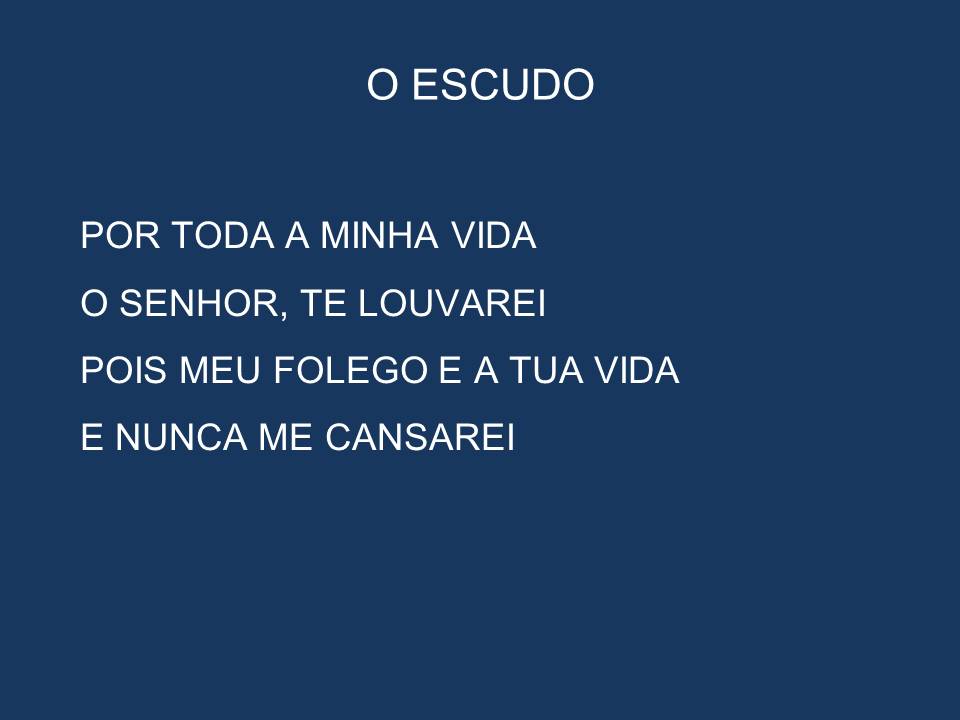 O ESCUDO
POR TODA A MINHA VIDA
O SENHOR, TE LOUVAREI
POIS MEU FOLEGO E A TUA VIDA
E NUNCA ME CANSAREI